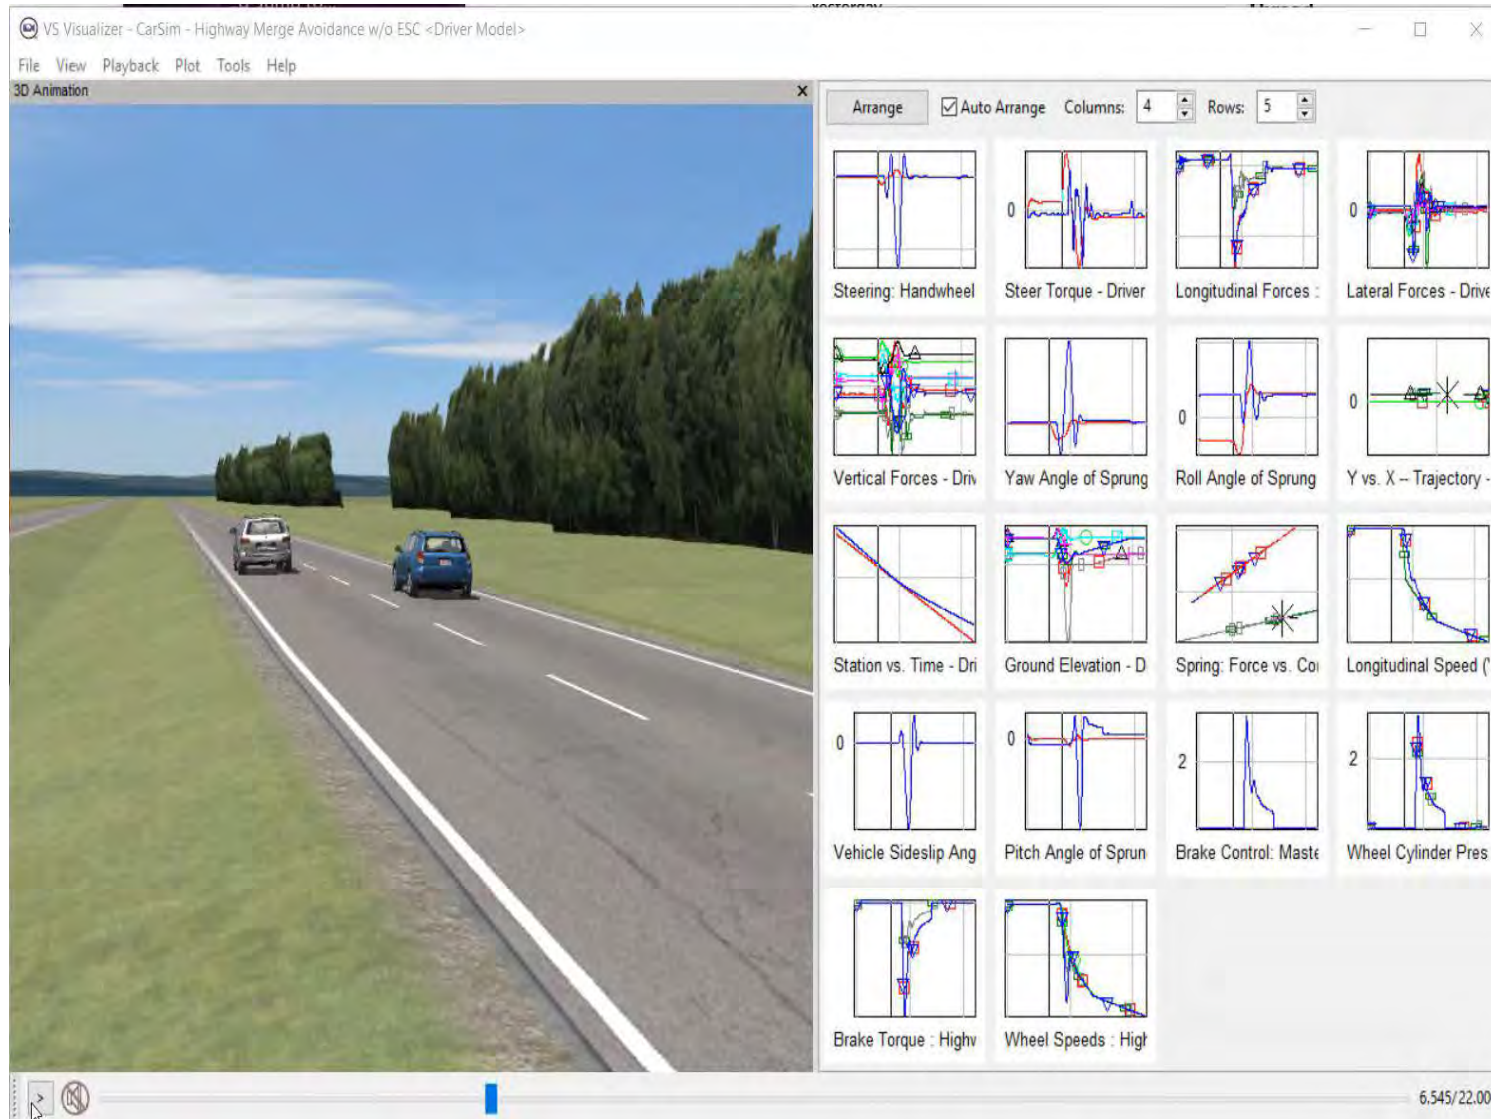 yesterday
VS Visualizer - CarSim - Highway Merge Avoidance w/o ESC <Driver Model>
File View Playback Plot Tools Help
3D Animation
Arrange Auto Arrange Columns: 4 Rows: 5
0 0
Steering: Handwheel Steer Torque - Driver Longitudinal Forces : Lateral Forces - Drive
0 0
Vertical Forces - Driv Yaw Angle of Sprung Roll Angle of Sprung Y vs. X -- Trajectory -
Station vs. Time - Dri Ground Elevation - D Spring: Force vs. Co Longitudinal Speed (
0 0 2 2
Vehicle Sideslip Ang Pitch Angle of Sprun Brake Control: Maste Wheel Cylinder Pres
Brake Torque : High Wheel Speeds : High
> 6.545/22.00